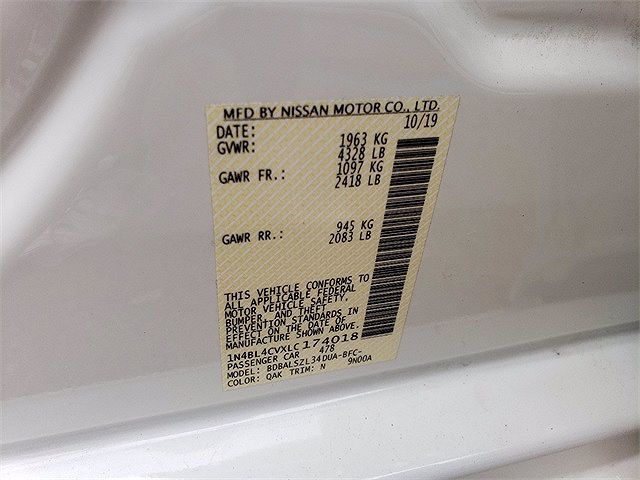 MFD BY NISSAN MOTOR CO., LTD.
DATE: 10/19
GVWR: 1963 KG
4328 LB
GAWR FR.: 1097 KG
2418 LB
GAWR RR.: 945 KG
2083 LB
THIS VEHICLE CONFORMS TO
ALL APPLICABLE FEDERAL
MOTOR VEHICLE SAFETY,
BUMPER, AND THEFT
PREVENTION STANDARDS IN
EFFECT ON THE DATE OF
MANUFACTURE SHOWN ABOVE.
1N4BL4CVXLC174018
PASSENGER CAR 478
MODEL: BDBALSZL34DUA-BFC-
9N00A
COLOR: QAK TRIM: N